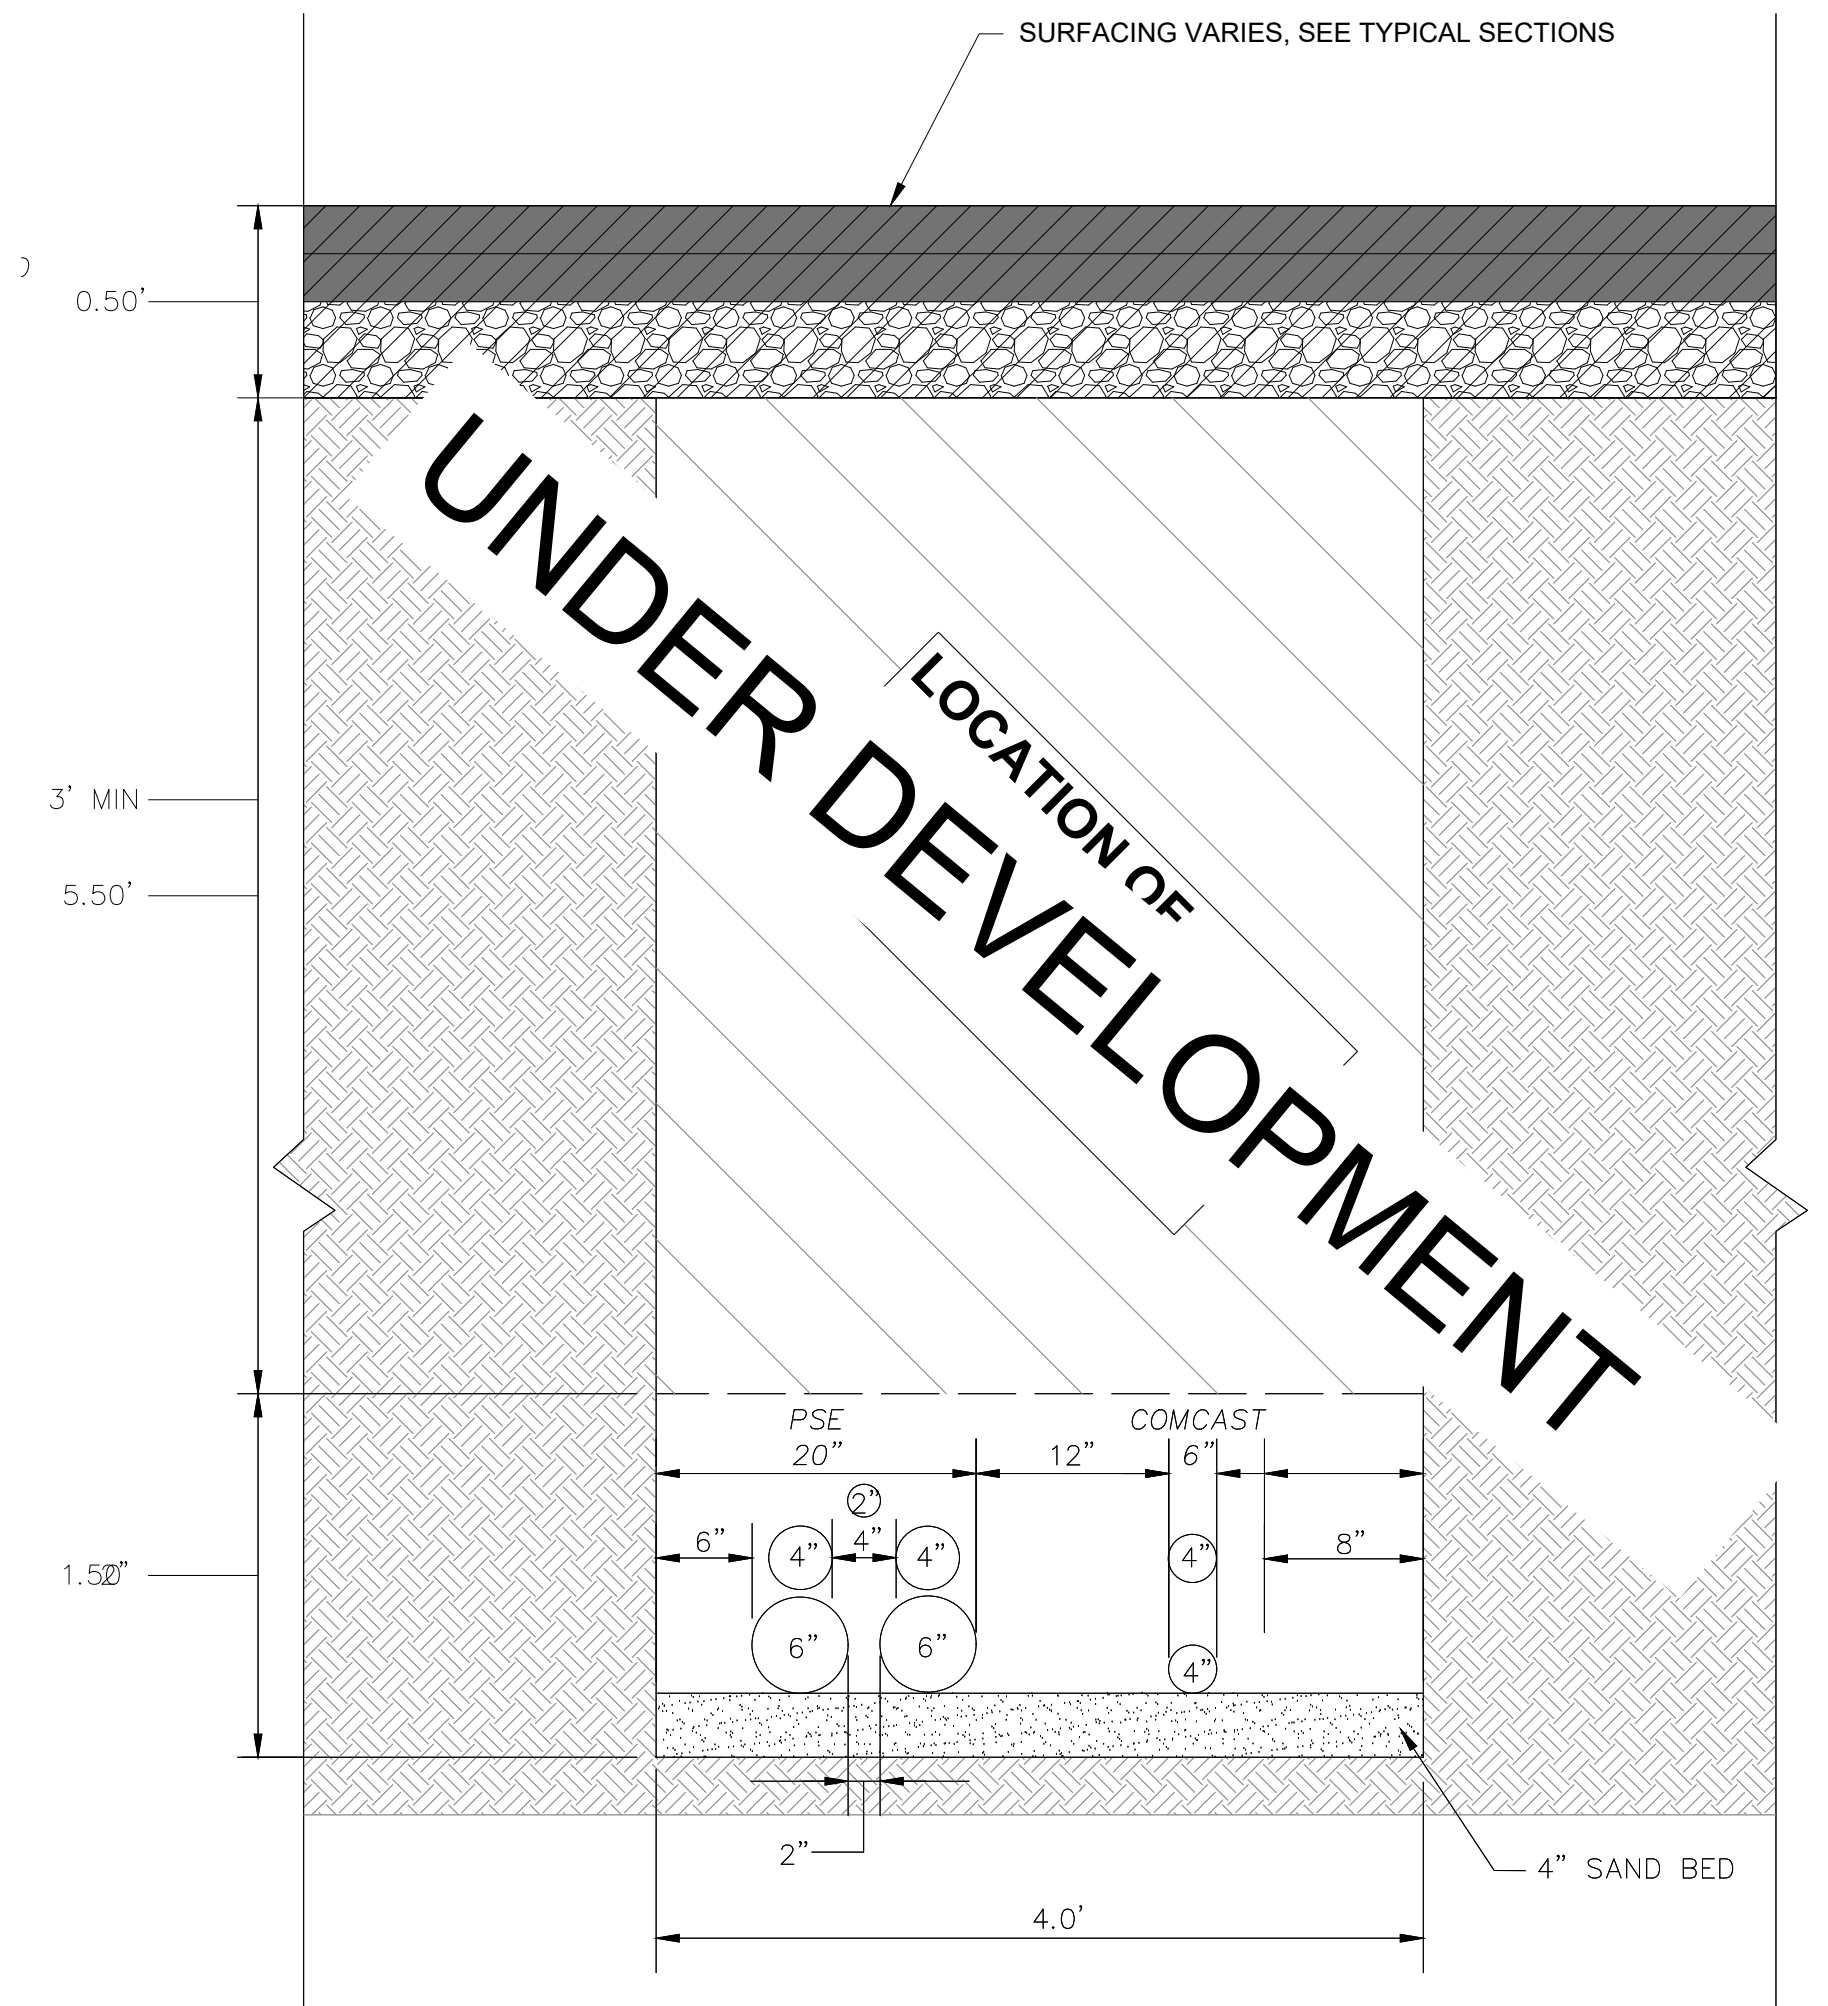 SURFACING VARIES, SEE TYPICAL SECTIONS
0.50'
UNDER DEVELOPMENT
LOCATION OF
3' MIN
5.50'
PSE
COMCAST
20"
12"
6"
2"
6"
4"
4"
4"
4"
8"
6"
6"
4"
2"
4" SAND BED
4.0'